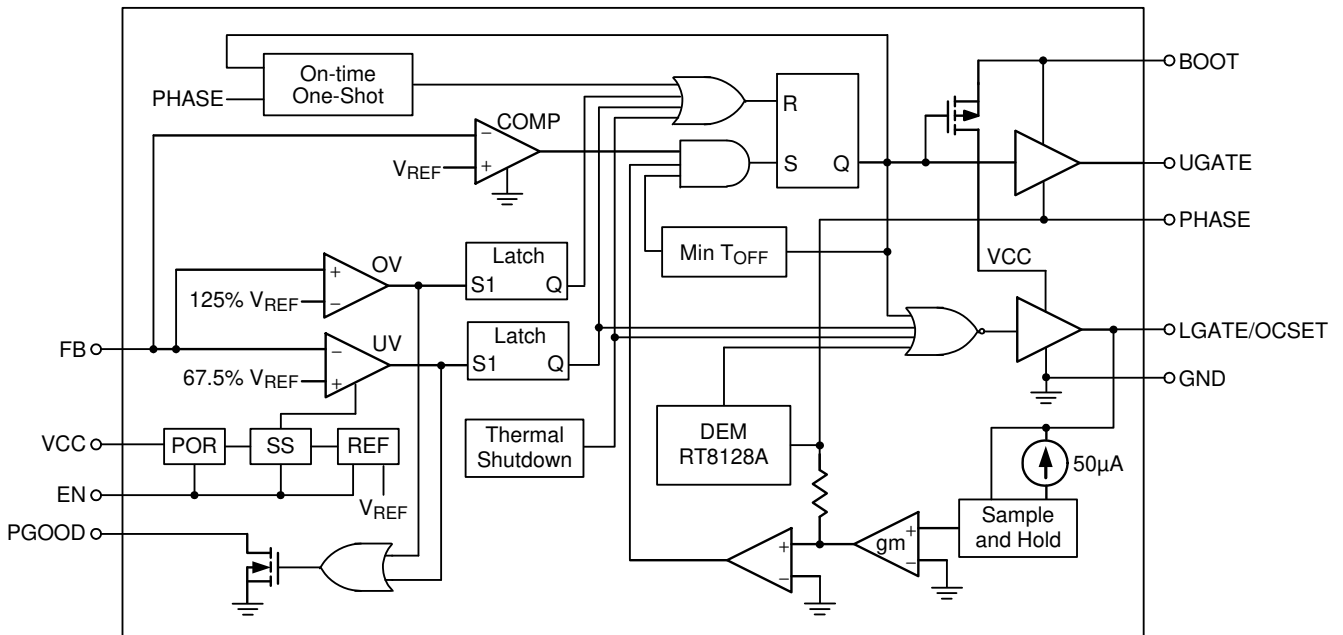 On-time
One-Shot
PHASE
R
S
Q
BOOT
UGATE
PHASE
COMP
−
+
VREF
Min TOFF
VCC
OV
+
−
125% VREF
Latch
S1
Q
UV
−
+
67.5% VREF
Latch
S1
Q
FB
LGATE/OCSET
GND
VCC
POR
SS
REF
Thermal
Shutdown
DEM
RT8128A
50µA
EN
VREF
PGOOD
+
−
gm
+
−
Sample
and Hold